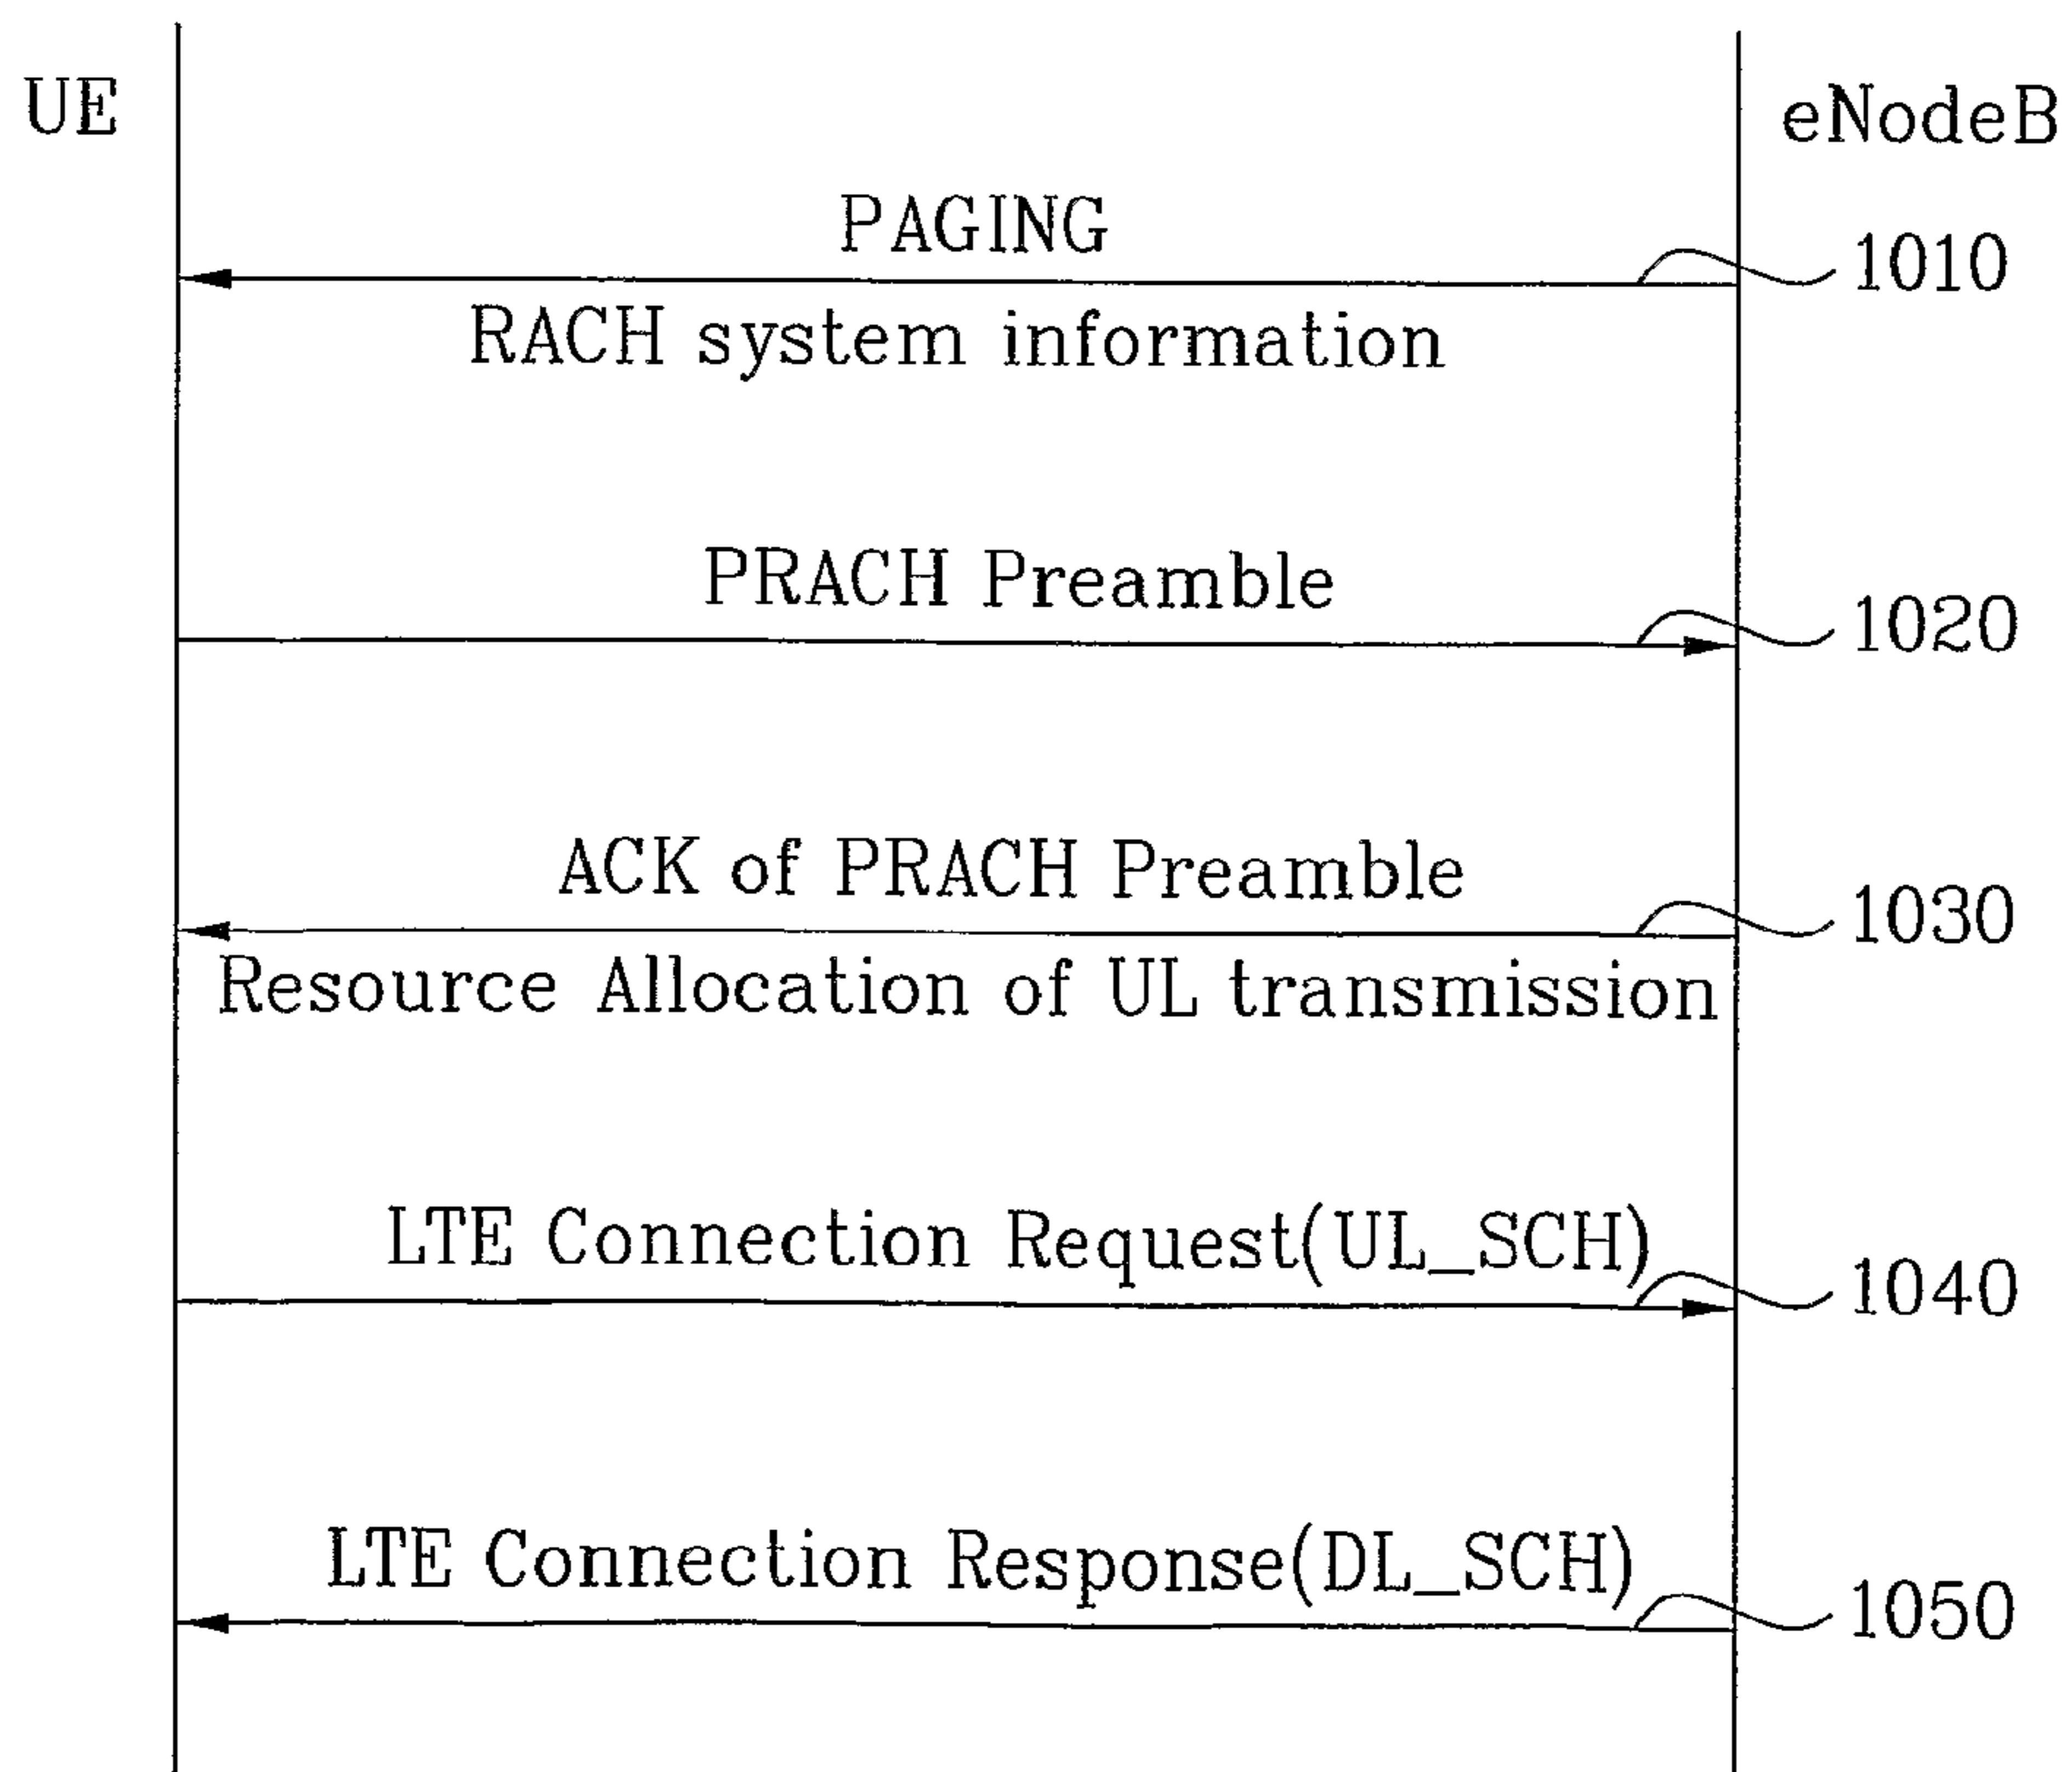 UE
eNodeB
PAGING
1010
RACH system information
PRACH Preamble
1020
ACK of PRACH Preamble
1030
Resource Allocation of UL transmission
LTE Connection Request(UL_SCH)
1040
LTE Connection Response(DL_SCH)
1050